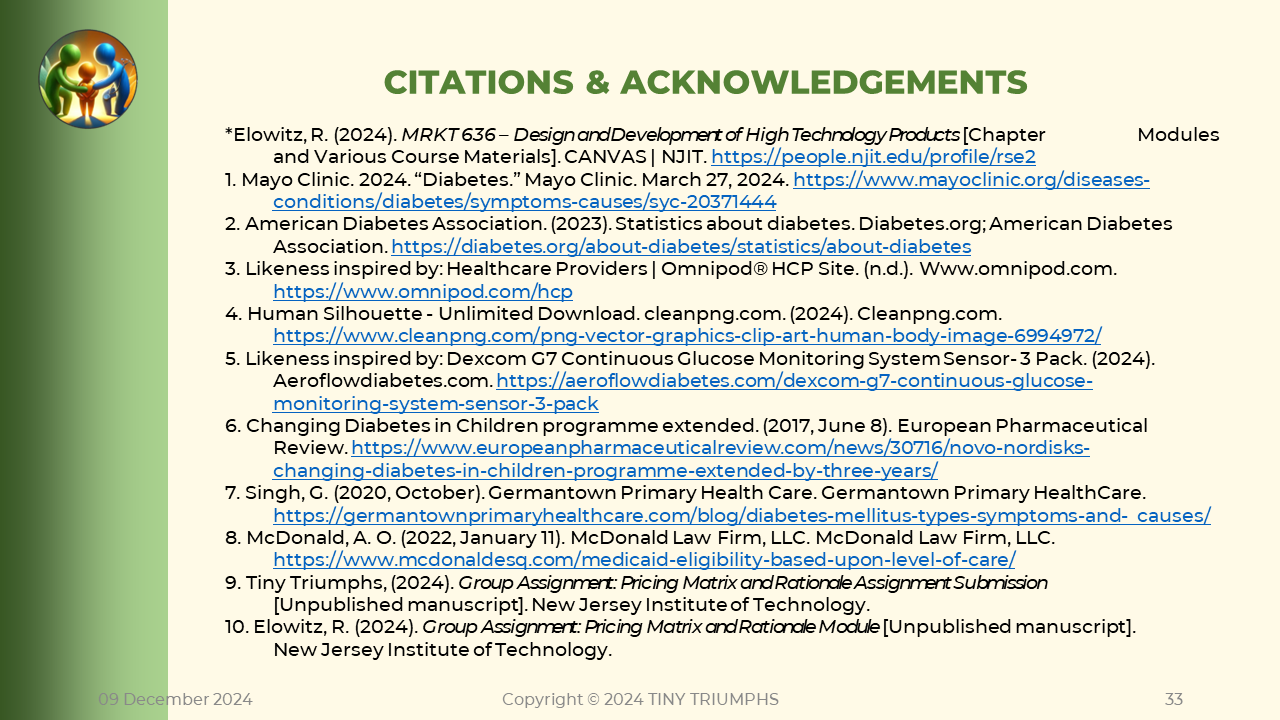 CITATIONS & ACKNOWLEDGEMENTS
*Elowitz, R. (2024). MRKT 636 – Design and Development of High Technology Products [Chapter Modules
and Various Course Materials]. CANVAS | NJIT. https://people.njit.edu/profile/rse2
1. Mayo Clinic. 2024. “Diabetes.” Mayo Clinic. March 27, 2024. https://www.mayoclinic.org/diseases-
conditions/diabetes/symptoms-causes/syc-20371444
2. American Diabetes Association. (2023). Statistics about diabetes. Diabetes.org; American Diabetes
Association. https://diabetes.org/about-diabetes/statistics/about-diabetes
3. Likeness inspired by: Healthcare Providers | Omnipod® HCP Site. (n.d.). Www.omnipod.com.
https://www.omnipod.com/hcp
4. Human Silhouette - Unlimited Download. cleanpng.com. (2024). Cleanpng.com.
https://www.cleanpng.com/png-vector-graphics-clip-art-human-body-image-6994972/
5. Likeness inspired by: Dexcom G7 Continuous Glucose Monitoring System Sensor- 3 Pack. (2024).
Aeroflowdiabetes.com. https://aeroflowdiabetes.com/dexcom-g7-continuous-glucose-
monitoring-system-sensor-3-pack
6. Changing Diabetes in Children programme extended. (2017, June 8). European Pharmaceutical
Review. https://www.europeanpharmaceuticalreview.com/news/30716/novo-nordisks-
changing-diabetes-in-children-programme-extended-by-three-years/
7. Singh, G. (2020, October). Germantown Primary Health Care. Germantown Primary HealthCare.
https://germantownprimaryhealthcare.com/blog/diabetes-mellitus-types-symptoms-and- causes/
8. McDonald, A. O. (2022, January 11). McDonald Law Firm, LLC. McDonald Law Firm, LLC.
https://www.mcdonaldesq.com/medicaid-eligibility-based-upon-level-of-care/
9. Tiny Triumphs, (2024). Group Assignment: Pricing Matrix and Rationale Assignment Submission
[Unpublished manuscript]. New Jersey Institute of Technology.
10. Elowitz, R. (2024). Group Assignment: Pricing Matrix and Rationale Module [Unpublished manuscript].
New Jersey Institute of Technology.
09 December 2024 Copyright © 2024 TINY TRIUMPHS 33